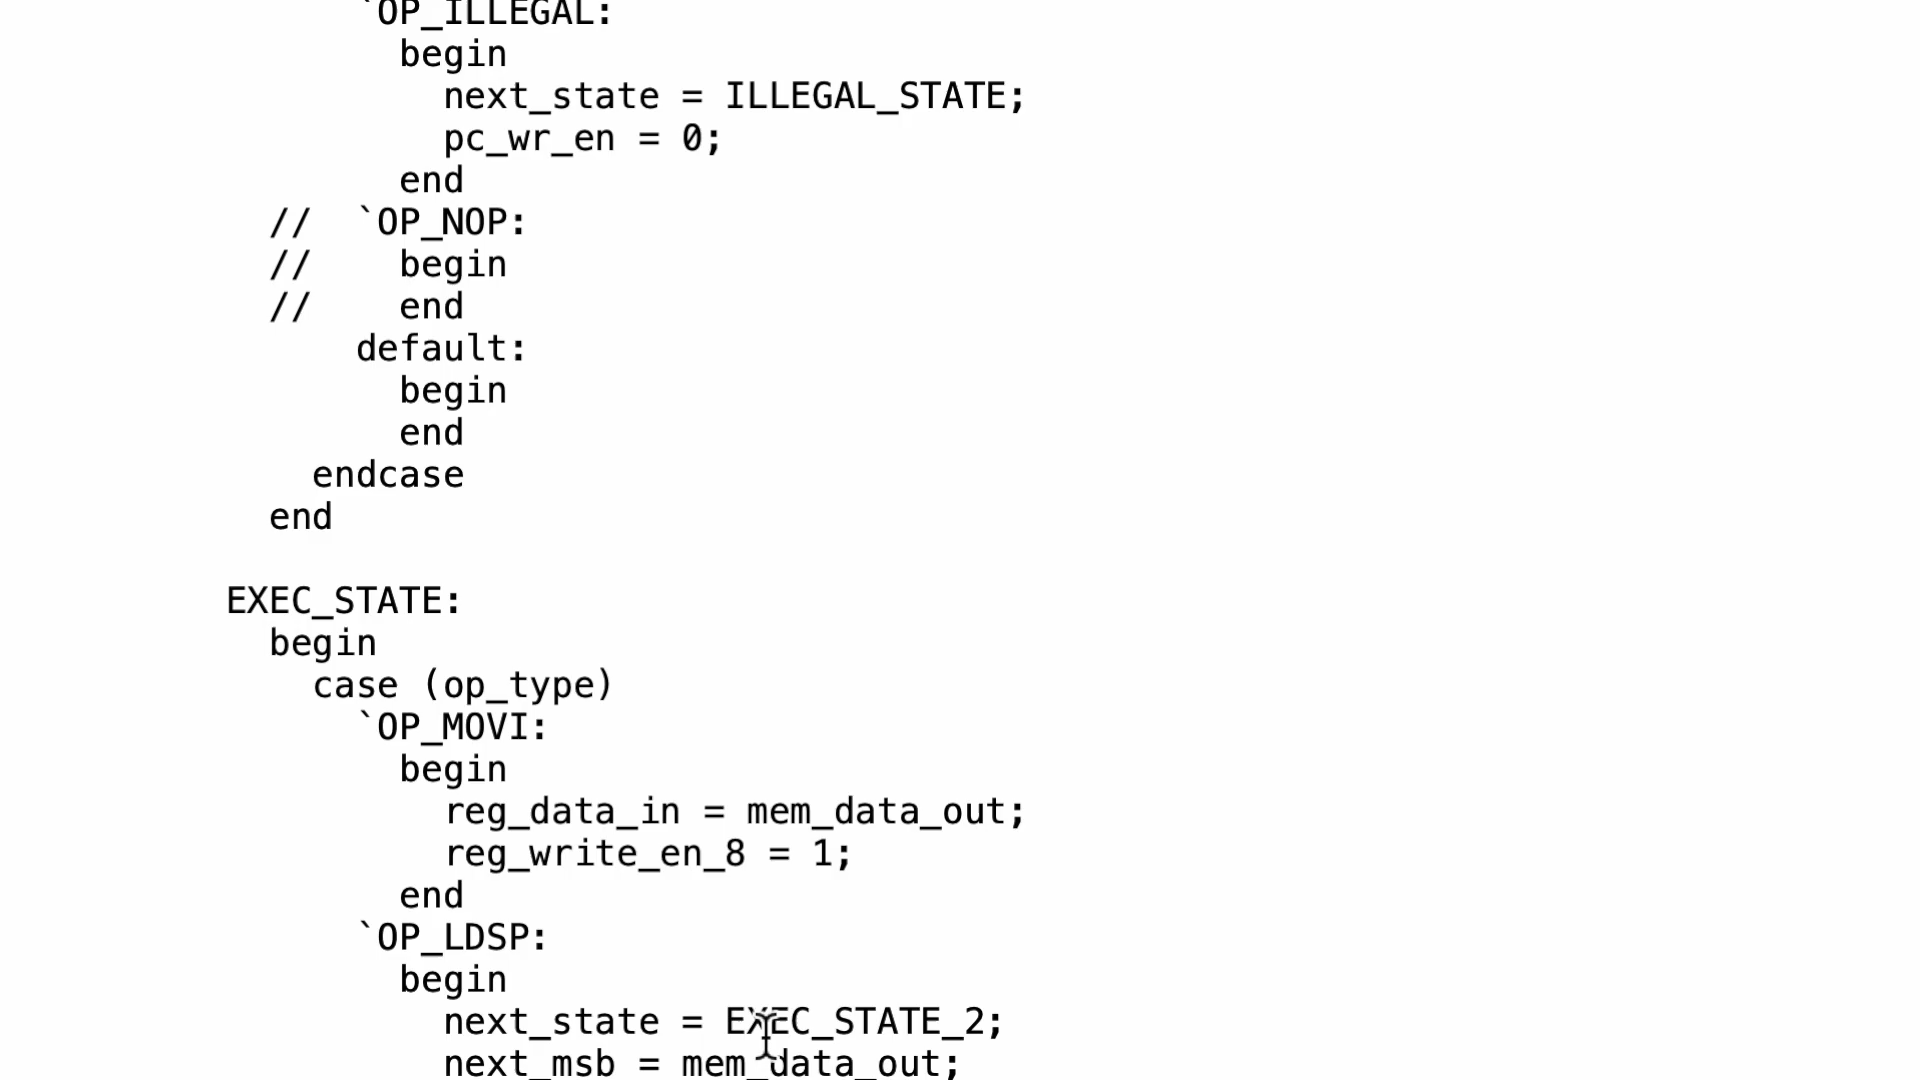 `OP_ILLEGAL:
begin
next_state = ILLEGAL_STATE;
pc_wr_en = 0;
end
// `OP_NOP:
// begin
// end
default:
begin
end
endcase
end
EXEC_STATE:
begin
case (op_type)
`OP_MOVI:
begin
reg_data_in = mem_data_out;
reg_write_en_8 = 1;
end
`OP_LDSP:
begin
next_state = EXEC_STATE_2;
next_msb = mem_data_out;